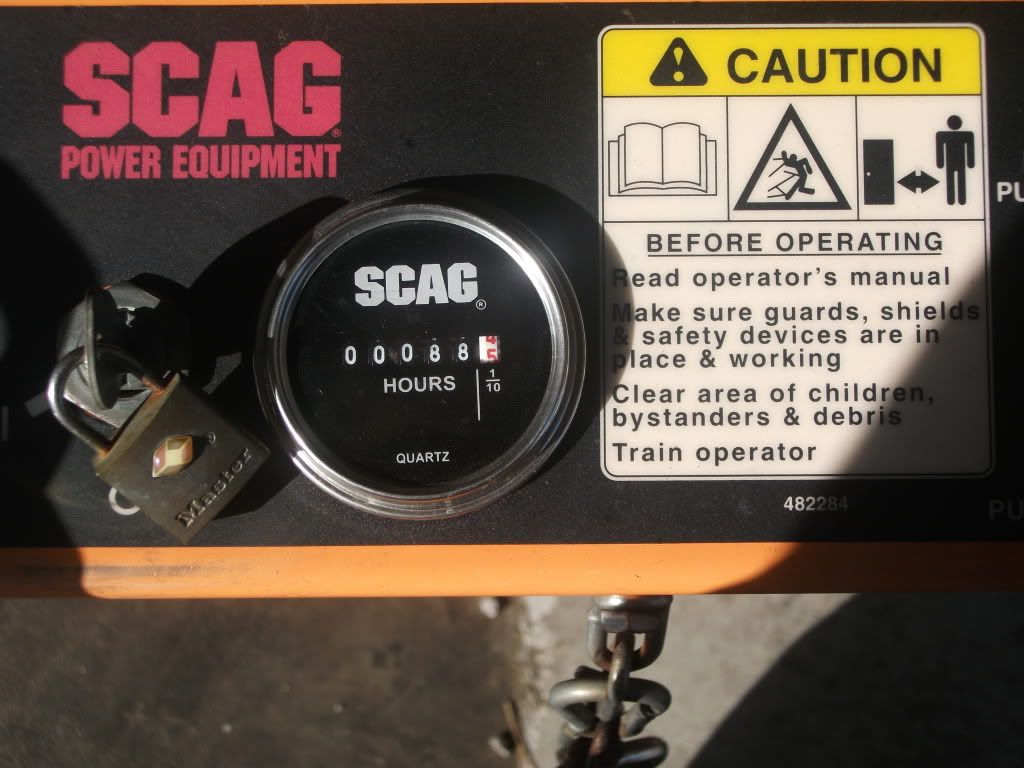 SCAG®
POWER EQUIPMENT
SCAG®
0 0 0 8 8
HOURS 1/10
QUARTZ
Master
CAUTION
BEFORE OPERATING
Read operator's manual
Make sure guards, shields
& safety devices are in
place & working
Clear area of children,
bystanders & debris
Train operator
482284
PU
PU